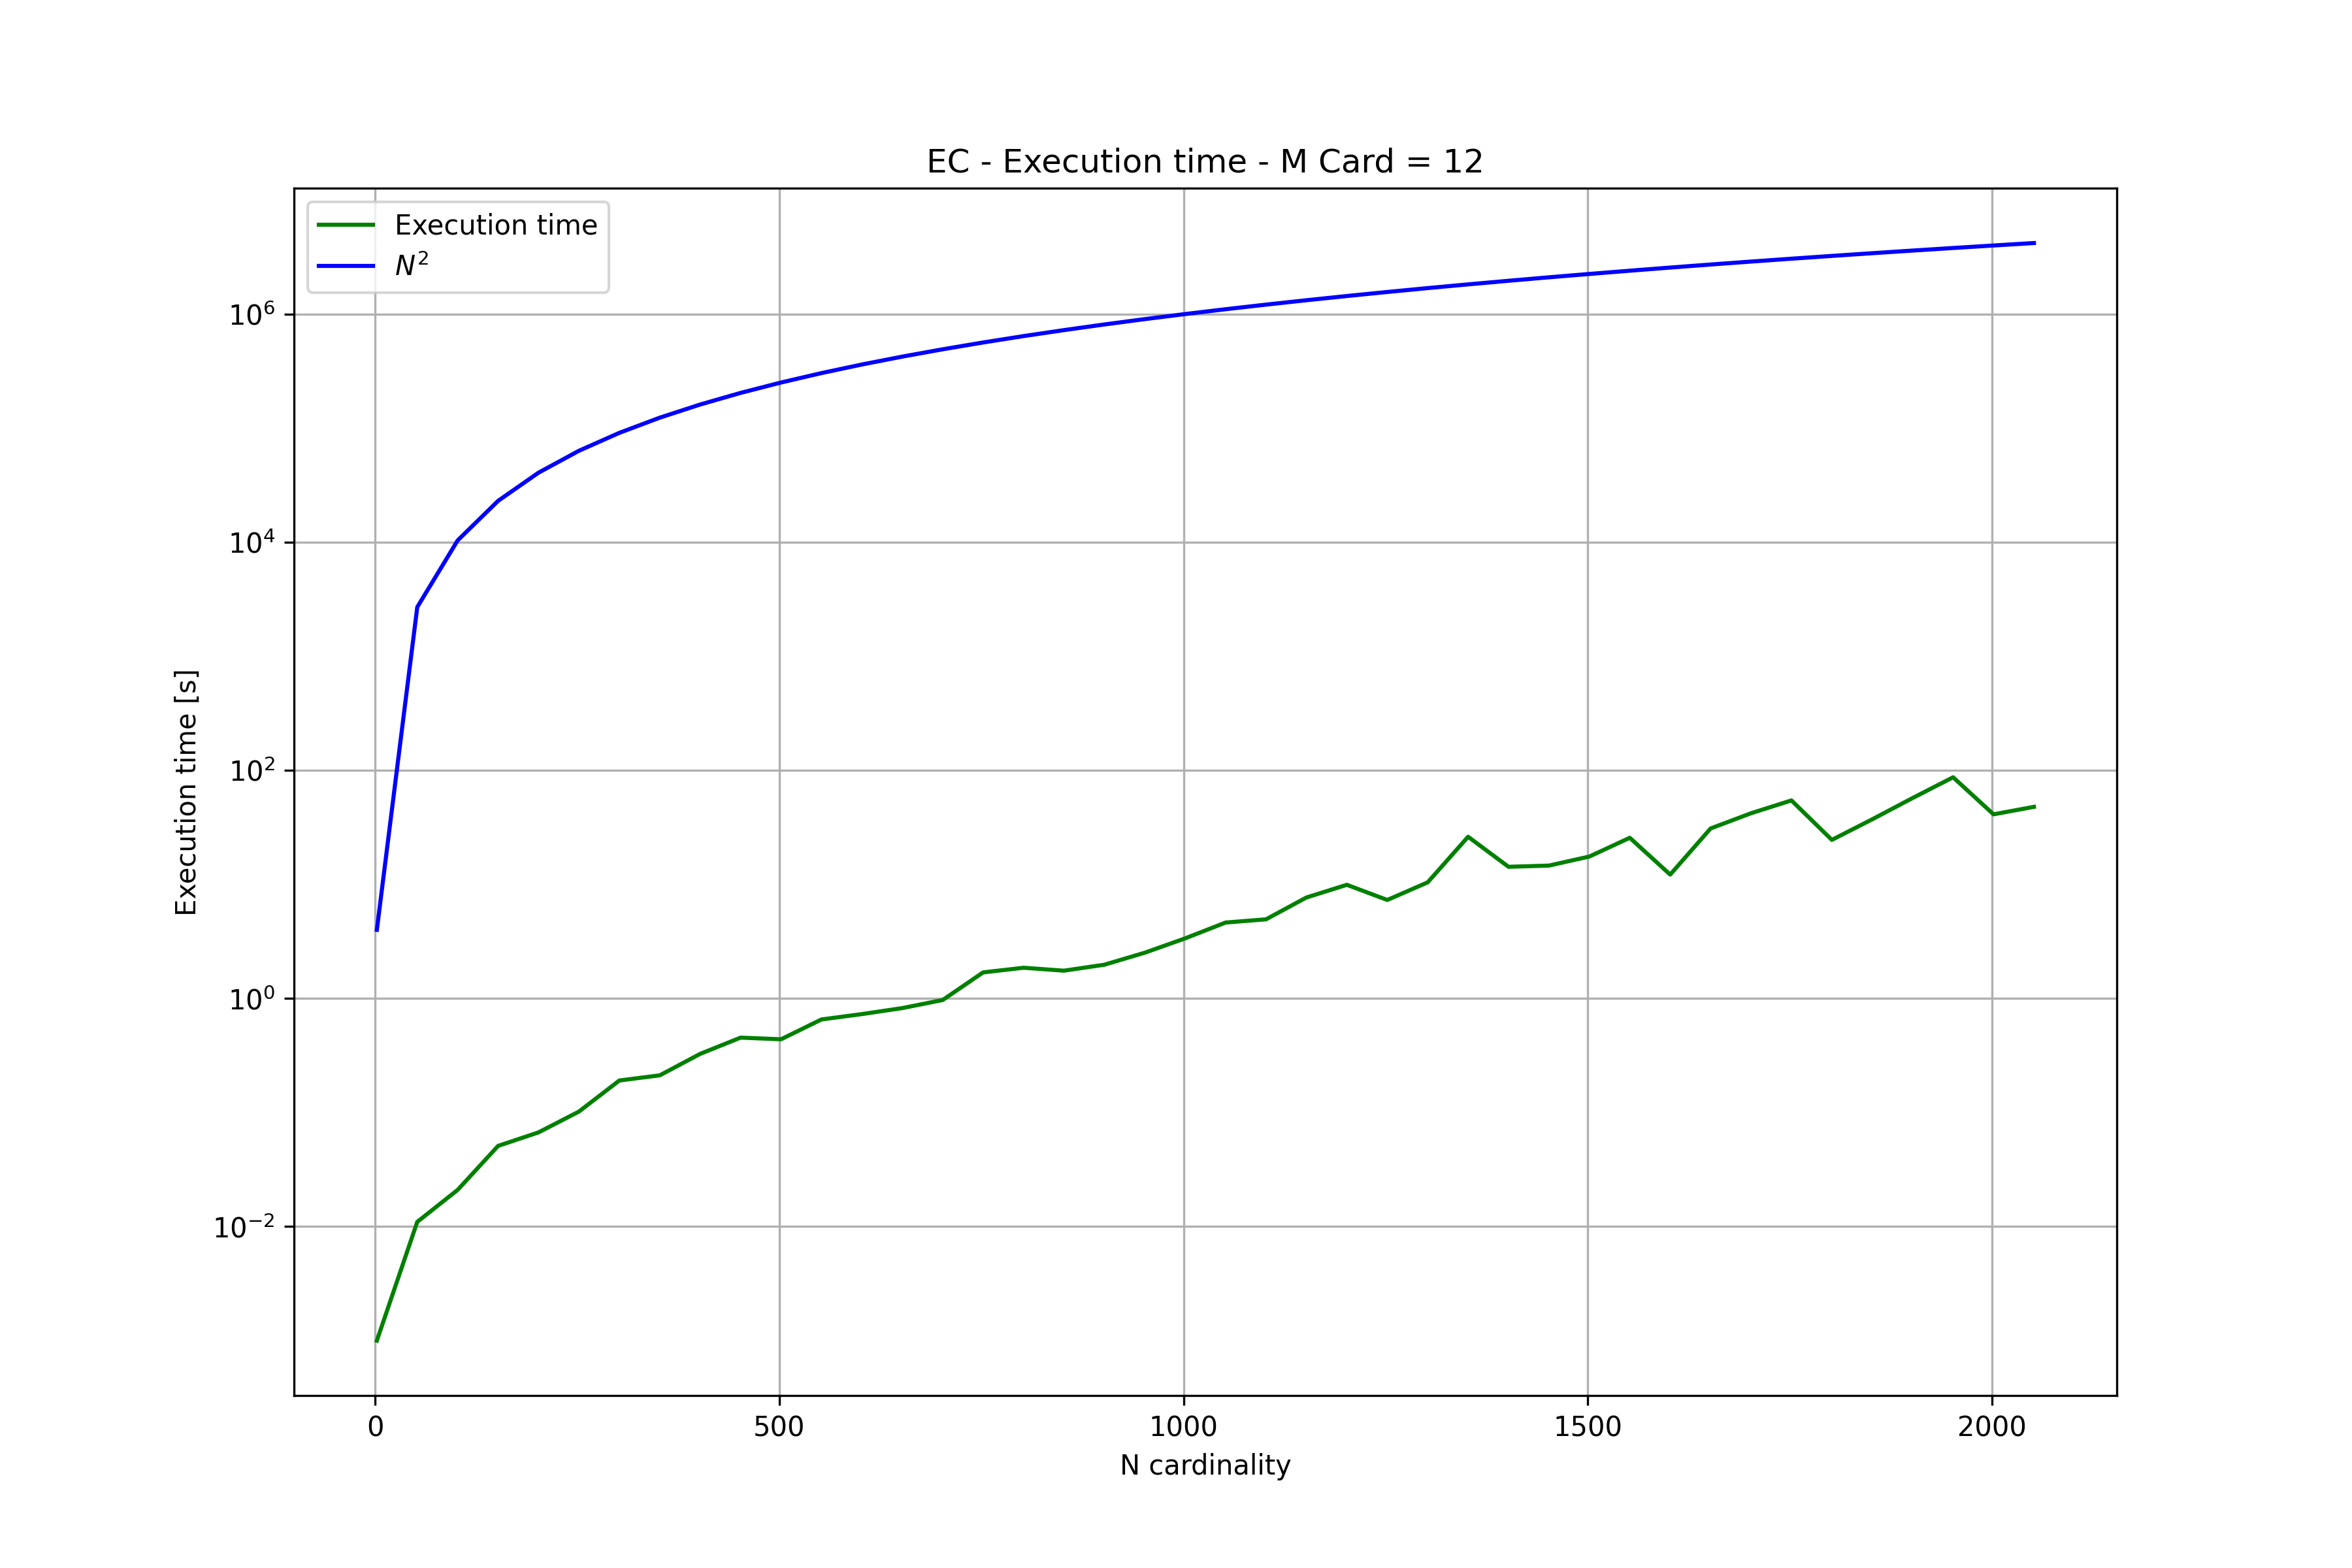 EC - Execution time - M Card = 12
Execution time
N²
10⁶
10⁴
10²
10⁰
10⁻²
Execution time [s]
0 500 1000 1500 2000
N cardinality